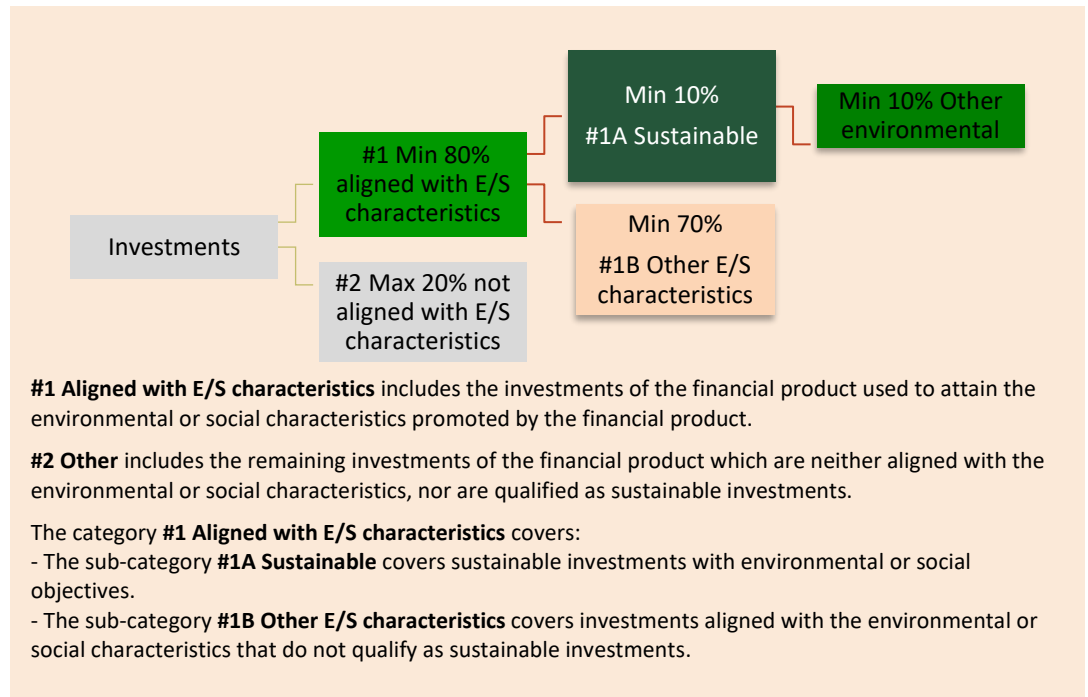 Min 10%
#1A Sustainable
Min 10% Other
environmental
#1 Min 80%
aligned with E/S
characteristics
Investments
Min 70%
#1B Other E/S
characteristics
#2 Max 20% not
aligned with E/S
characteristics
#1 Aligned with E/S characteristics includes the investments of the financial product used to attain the
environmental or social characteristics promoted by the financial product.
#2 Other includes the remaining investments of the financial product which are neither aligned with the
environmental or social characteristics, nor are qualified as sustainable investments.
The category #1 Aligned with E/S characteristics covers:
- The sub-category #1A Sustainable covers sustainable investments with environmental or social
objectives.
- The sub-category #1B Other E/S characteristics covers investments aligned with the environmental or
social characteristics that do not qualify as sustainable investments.